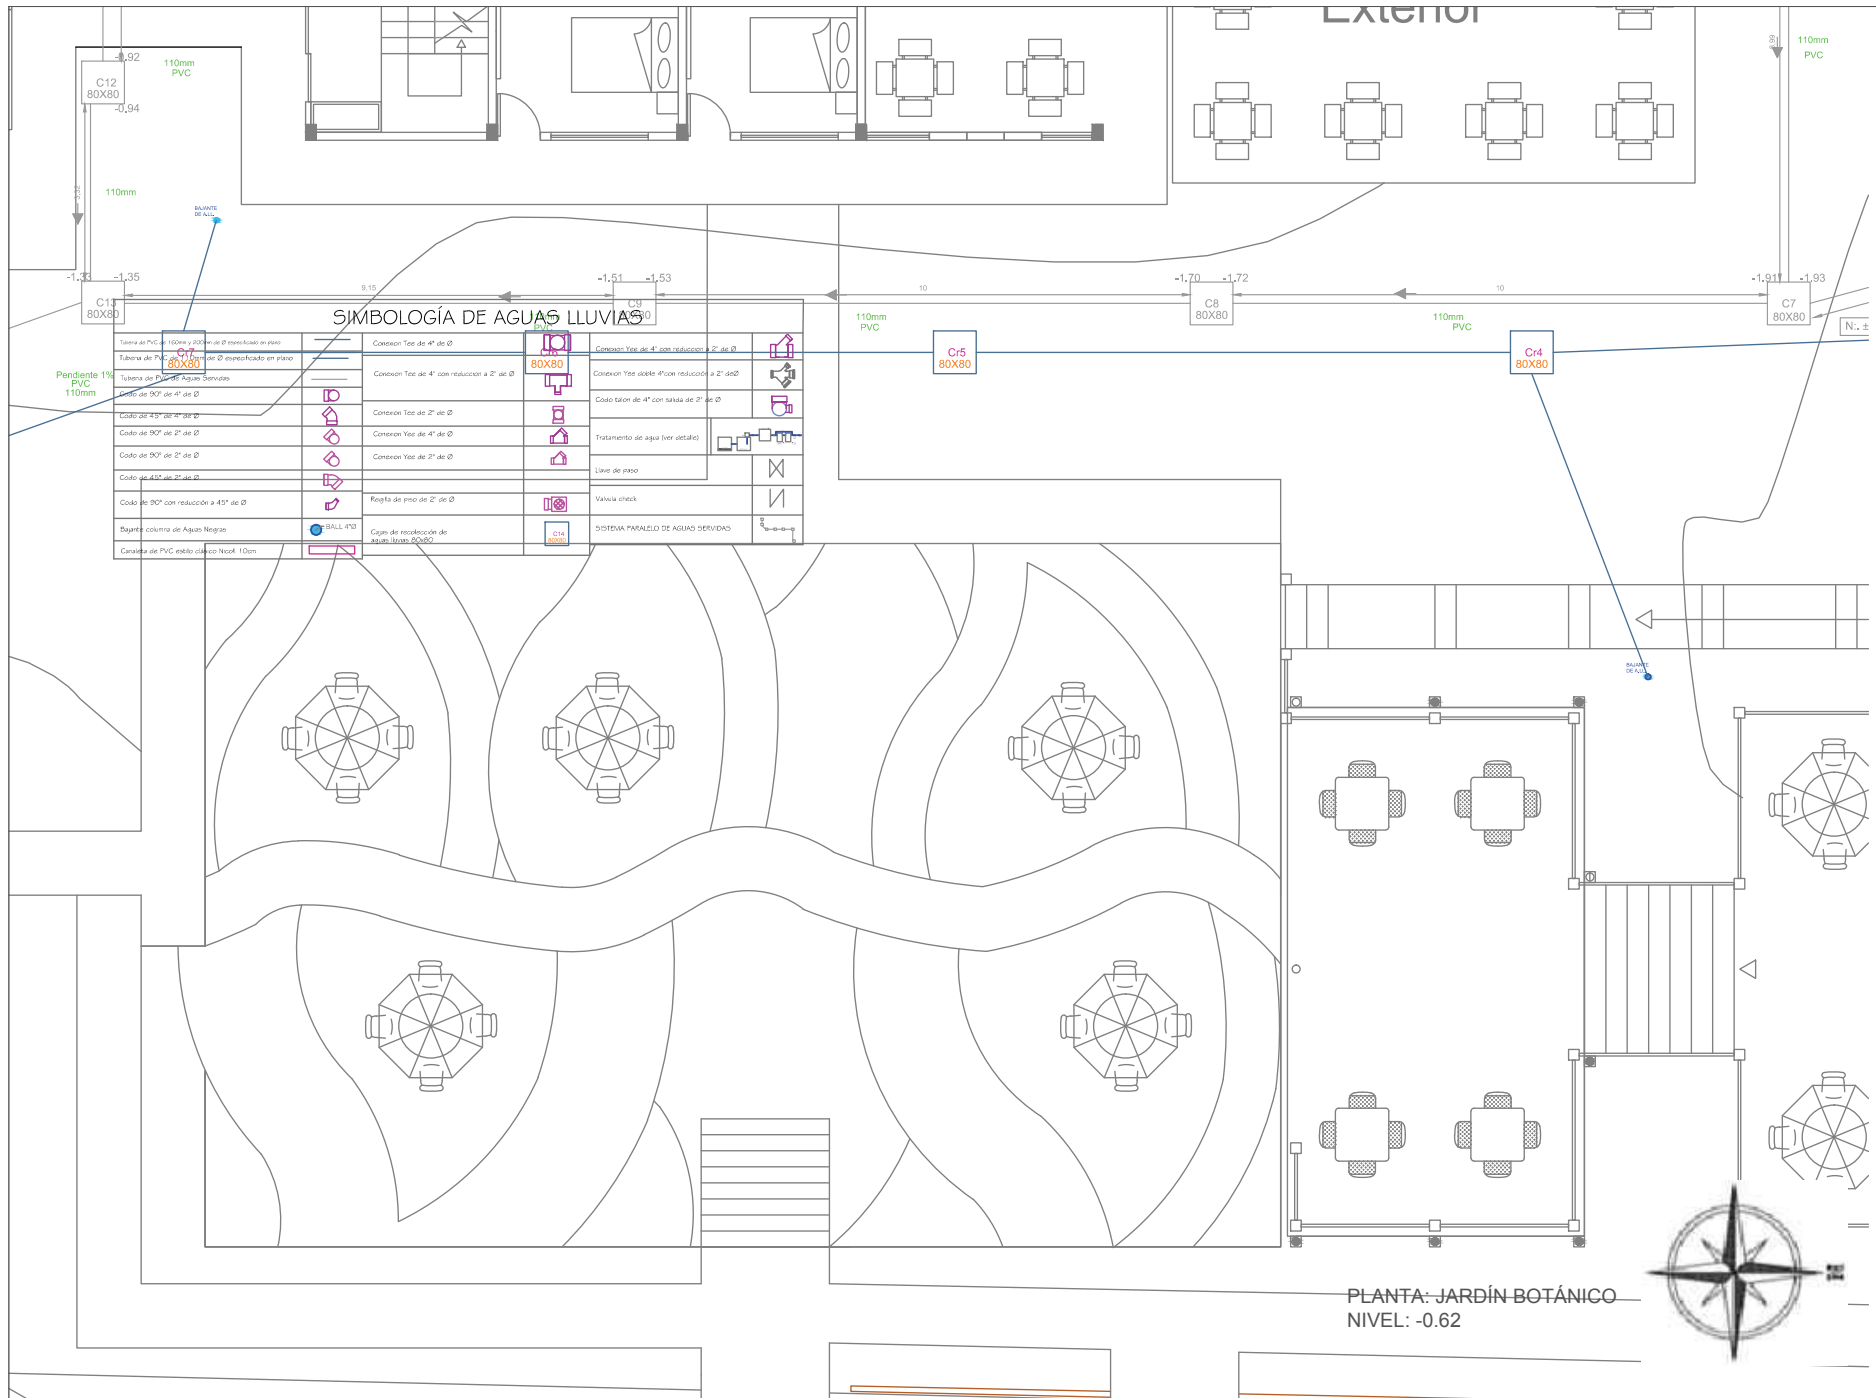 Exterior
-0.92
C12
80X80
-0.94
110mm
PVC
110mm
BAJANTE
DE A.LL.
110mm
PVC
-1.35
C13
80X80
9.15
-1.51
-1.53
C9
80X80
10
-1.70
-1.72
C8
80X80
10
-1.91
-1.93
C7
80X80
N:. ±
110mm
PVC
110mm
PVC
SIMBOLOGÍA DE AGUAS LLUVIAS
Cr7
80X80
80X80
Cr5
80X80
Cr4
80X80
Pendiente 1%
PVC
110mm
Tubería de PVC de Aguas Servidas
Codo de 90° de 4" de Ø
Codo de 45° de 4" de Ø
Codo de 90° de 2" de Ø
Codo de 90° de 2" de Ø
Codo de 45° de 2" de Ø
Codo de 90° con reducción a 45° de Ø
Bajante columna de Aguas Negras
BALL 4"Ø
Canaleta de PVC estilo clásico Nicoll 10cm
Conexion Tee de 4" de Ø
Conexion Tee de 4" con reduccion a 2" de Ø
Conexion Tee de 2" de Ø
Conexion Yee de 4" de Ø
Conexion Yee de 2" de Ø
Rejilla de piso de 2" de Ø
Cajas de recolección de
aguas lluvias 80x80
C14
80X80
Conexion Yee de 4" con reduccion a 2" de Ø
Conexion Yee doble 4"con reducción a 2" deØ
Codo talon de 4" con salida de 2" de Ø
Tratamiento de agua (ver detalle)
Llave de paso
Valvula check
SISTEMA PARALELO DE AGUAS SERVIDAS
BAJANTE
DE A.LL.
PLANTA: JARDÍN BOTÁNICO
NIVEL: -0.62